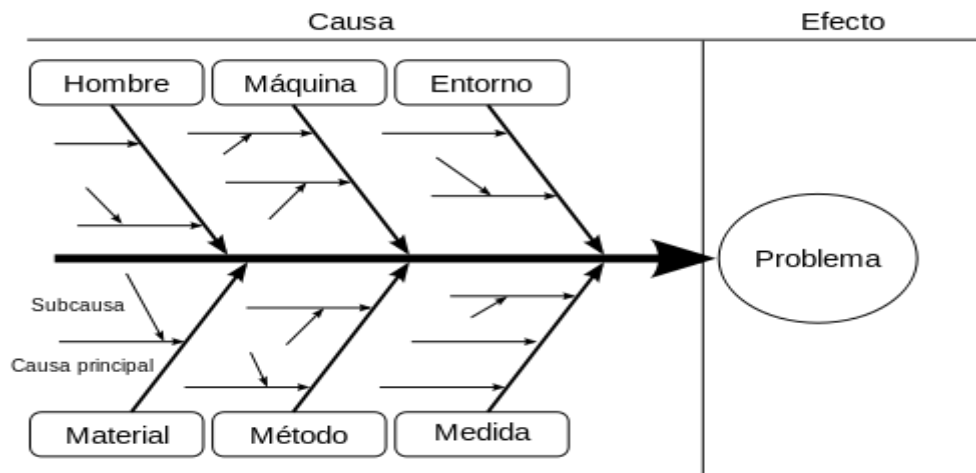 Causa
Efecto
Hombre
Máquina
Entorno
Problema
Subcausa
Causa principal
Material
Método
Medida